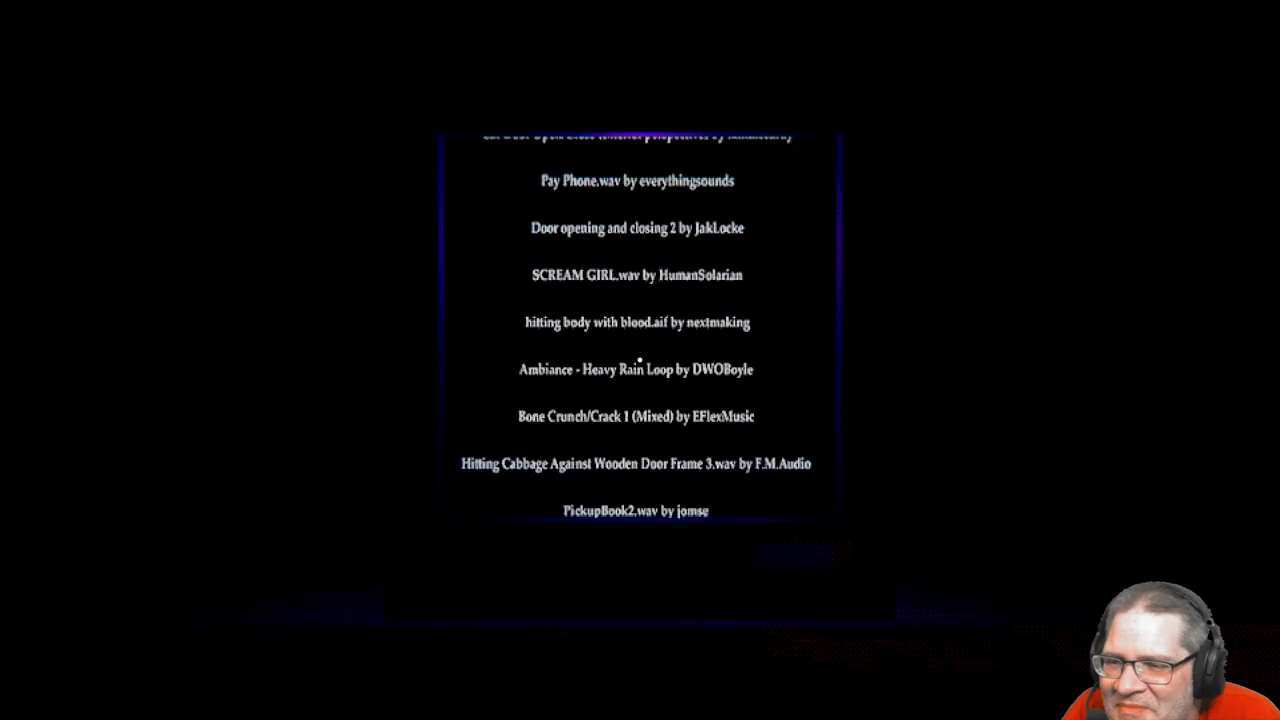 Pay Phone.wav by everythingsounds
Door opening and closing 2 by JakLocke
SCREAM GIRL.wav by HumanSolarian
hitting body with blood.aif by nextmaking
Ambiance - Heavy Rain Loop by DWOBoyle
Bone Crunch/Crack 1 (Mixed) by EFlexMusic
Hitting Cabbage Against Wooden Door Frame 3.wav by F.M.Audio
PickupBook2.wav by jomse